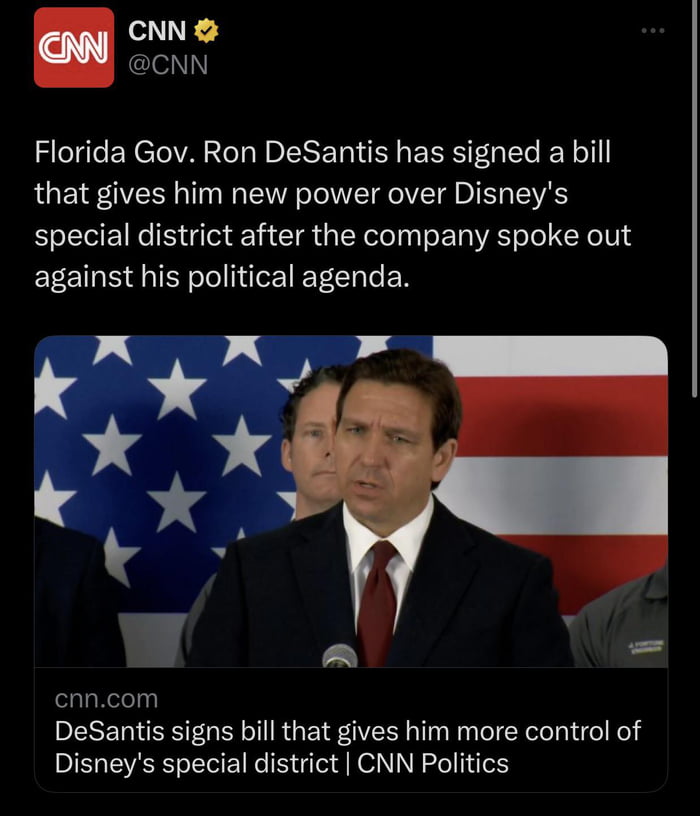 CNN
CNN
@CNN
Florida Gov. Ron DeSantis has signed a bill
that gives him new power over Disney's
special district after the company spoke out
against his political agenda.
cnn.com
DeSantis signs bill that gives him more control of
Disney's special district | CNN Politics